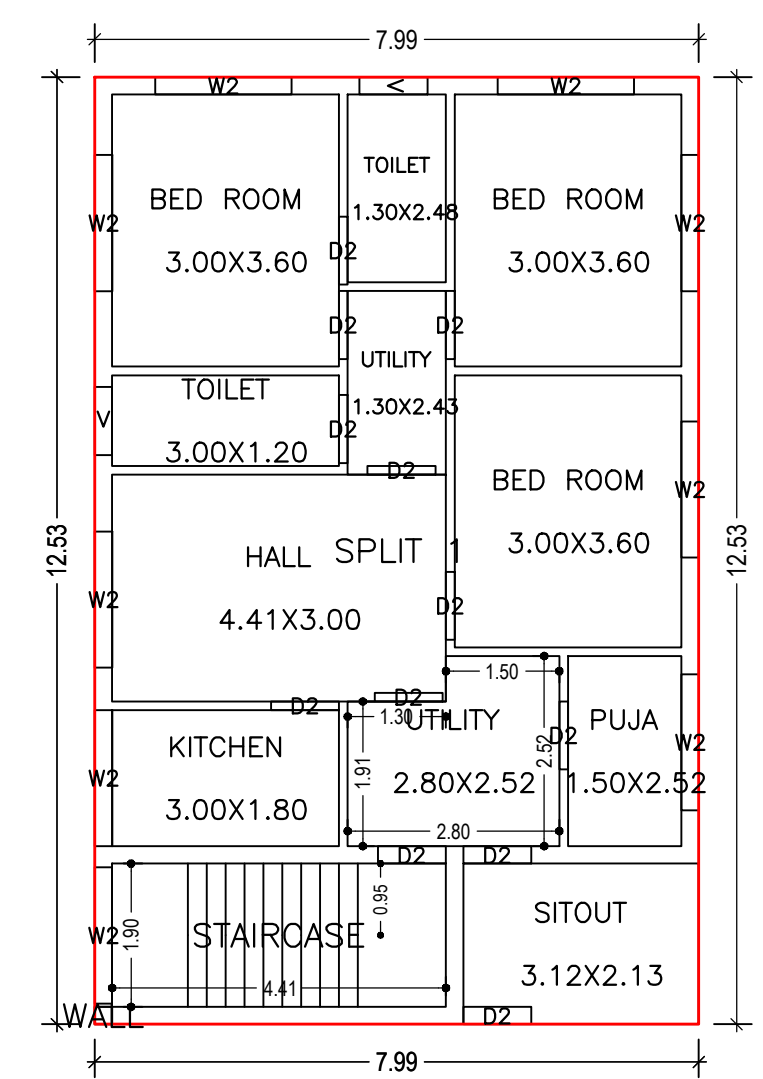 7.99
W2
<
W2
TOILET
1.30X2.48
BED ROOM
3.00X3.60
BED ROOM
3.00X3.60
W2
D2
W2
D2
D2
UTILITY
1.30X2.43
TOILET
3.00X1.20
V
D2
D2
BED ROOM
3.00X3.60
W2
12.53
12.53
HALL
4.41X3.00
SPLIT 1
W2
D2
D2
D2
1.50
1.30
UTILITY
2.80X2.52
1.91
2.52
2.80
D2
PUJA
1.50X2.52
W2
KITCHEN
3.00X1.80
W2
D2
D2
STAIRCASE
W2
1.90
0.95
4.41
SITOUT
3.12X2.13
WALL
D2
7.99